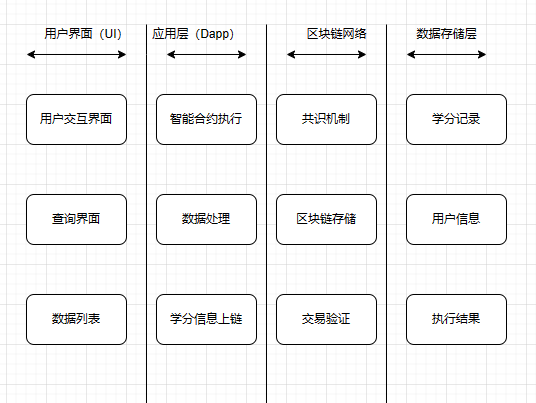 用户界面（UI）
应用层（Dapp）
区块链网络
数据存储层
用户交互界面
智能合约执行
共识机制
学分记录
查询界面
数据处理
区块链存储
用户信息
数据列表
学分信息上链
交易验证
执行结果